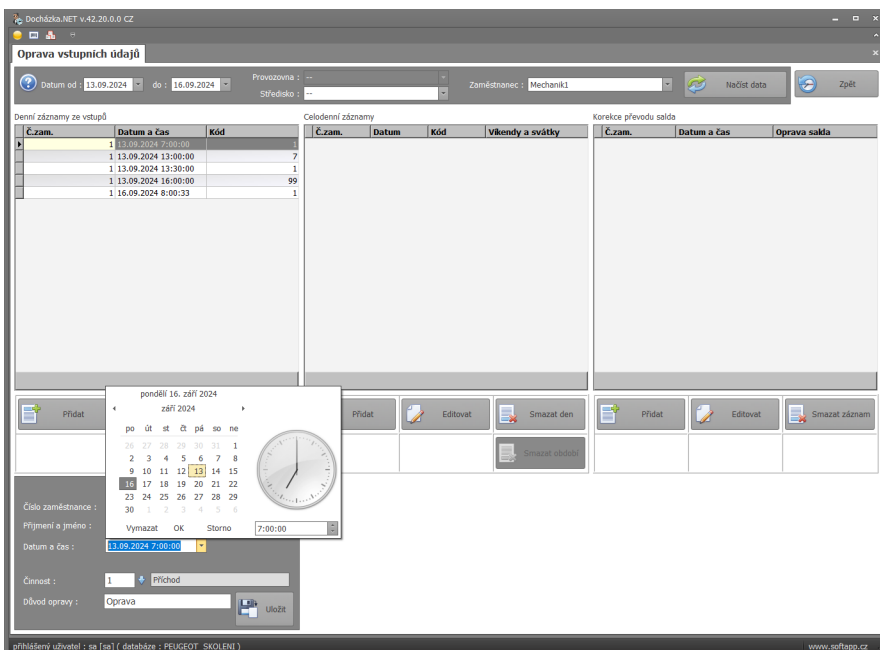 Docházka.NET v.42.20.0.0 CZ
Oprava vstupních údajů
Datum od : 13.09.2024 do : 16.09.2024
Provozovna : --
Středisko : --
Zaměstnanec : Mechanik1
Načíst data
Zpět
Denní záznamy ze vstupů
Č.zam. Datum a čas Kód
1 13.09.2024 7:00:00 1
1 13.09.2024 13:00:00 7
1 13.09.2024 13:30:00 1
1 13.09.2024 16:00:00 99
1 16.09.2024 8:00:33 1
Celodenní záznamy
Č.zam. Datum Kód Víkendy a svátky
Korekce převodu salda
Č.zam. Datum a čas Oprava salda
Přidat
Přidat
Editovat
Smazat den
Smazat období
Přidat
Editovat
Smazat záznam
pondělí 16. září 2024
září 2024
po út st čt pá so ne
26 27 28 29 30 31 1
2 3 4 5 6 7 8
9 10 11 12 13 14 15
16 17 18 19 20 21 22
23 24 25 26 27 28 29
30 1 2 3 4 5 6
Vymazat OK Storno 7:00:00
Číslo zaměstnance :
Příjmení a jméno :
Datum a čas : 13.09.2024 7:00:00
Činnost : 1 Příchod
Důvod opravy : Oprava
Uložit
přihlášený uživatel : sa [sa] ( databáze : PEUGEOT_SKOLENI )
www.softapp.cz